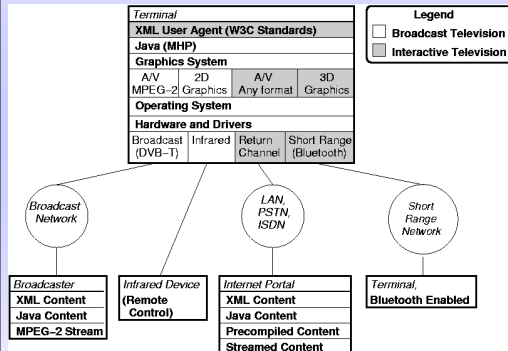 Terminal
XML User Agent (W3C Standards)
Java (MHP)
Graphics System
A/V MPEG-2
2D Graphics
A/V Any format
3D Graphics
Operating System
Hardware and Drivers
Broadcast (DVB-T)
Infrared
Return Channel
Short Range (Bluetooth)
Legend
Broadcast Television
Interactive Television
Broadcast Network
LAN, PSTN, ISDN
Short Range Network
Broadcaster
XML Content
Java Content
MPEG-2 Stream
Infrared Device
(Remote Control)
Internet Portal
XML Content
Java Content
Precompiled Content
Streamed Content
Terminal,
Bluetooth Enabled